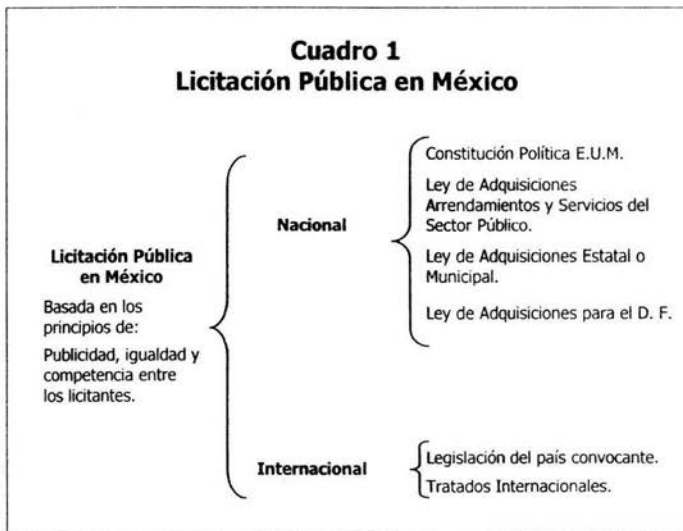 Cuadro 1
Licitación Pública en México
Licitación Pública
en México
Basada en los
principios de:
Publicidad, igualdad y
competencia entre
los licitantes.
Nacional
Constitución Política E.U.M.
Ley de Adquisiciones
Arrendamientos y Servicios del
Sector Público.
Ley de Adquisiciones Estatal o
Municipal.
Ley de Adquisiciones para el D. F.
Internacional
Legislación del país convocante.
Tratados Internacionales.